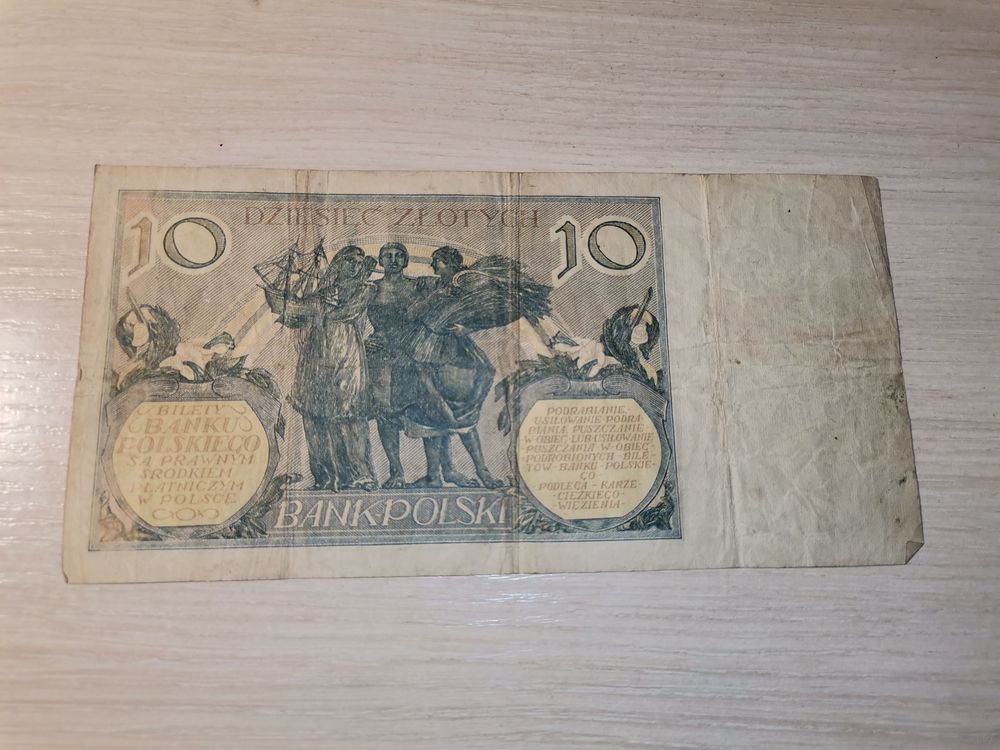 DZIESIĘĆ ZŁOTYCH
10
10
BILETY
BANKU
POLSKIEGO
SĄ PRAWNYM
ŚRODKIEM
PŁATNICZYM
W POLSCE
PODRABIANIE,
USIŁOWANIE PODRA-
BIANIA PUSZCZANIE
W OBIEG LUB USIŁOWANIE
PUSZCZANIA W OBIEG
PODROBIONYCH BILE-
TÓW BANKU POLSKIE-
GO
PODLEGA - KARZE -
CIĘŻKIEGO -
WIĘZIENIA -
BANK POLSKI